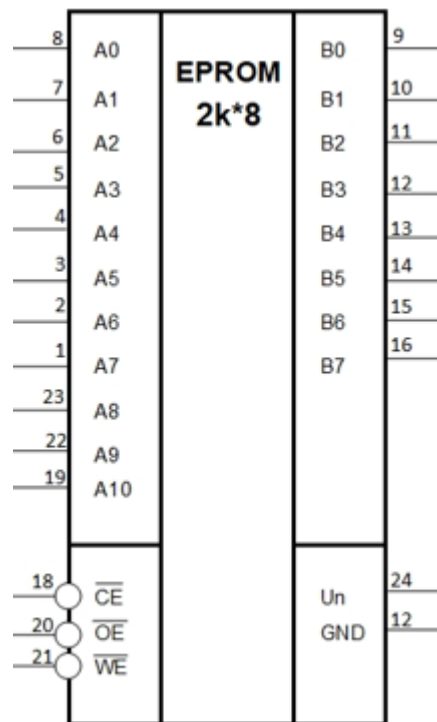 8 A0 EPROM B0 9
7 A1 2k*8 B1 10
6 A2 B2 11
5 A3 B3 12
4 A4 B4 13
3 A5 B5 14
2 A6 B6 15
1 A7 B7 16
23 A8
22 A9
19 A10
18 CE Un 24
20 OE GND 12
21 WE